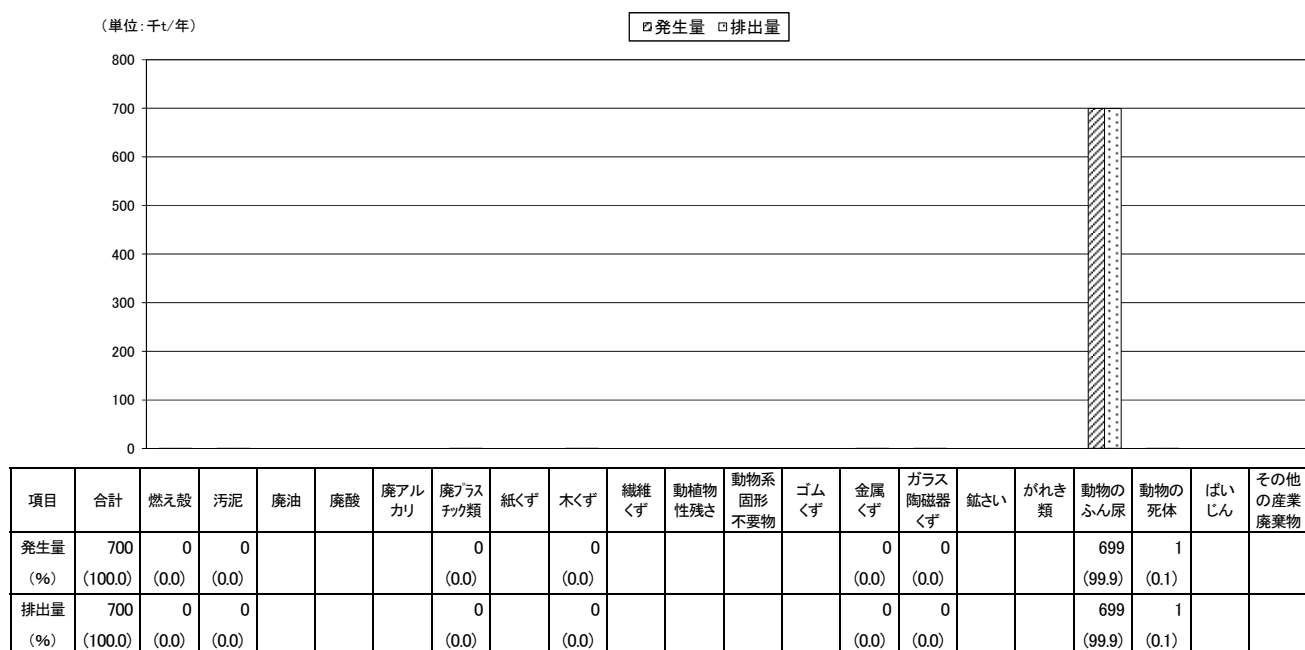 (単位:千t/年)
発生量 排出量
800
700
600
500
400
300
200
100
0
項目 合計 燃え殻 汚泥 廃油 廃酸 廃アルカリ 廃プラスチック類 紙くず 木くず 繊維くず 動植物性残さ 動物系固形不要物 ゴムくず 金属くず ガラス陶磁器くず 鉱さい がれき類 動物のふん尿 動物の死体 ばいじん その他の産業廃棄物
発生量 700 0 0 0 0 0 0 699 1
(%) (100.0) (0.0) (0.0) (0.0) (0.0) (0.0) (0.0) (99.9) (0.1)
排出量 700 0 0 0 0 0 0 699 1
(%) (100.0) (0.0) (0.0) (0.0) (0.0) (0.0) (0.0) (99.9) (0.1)